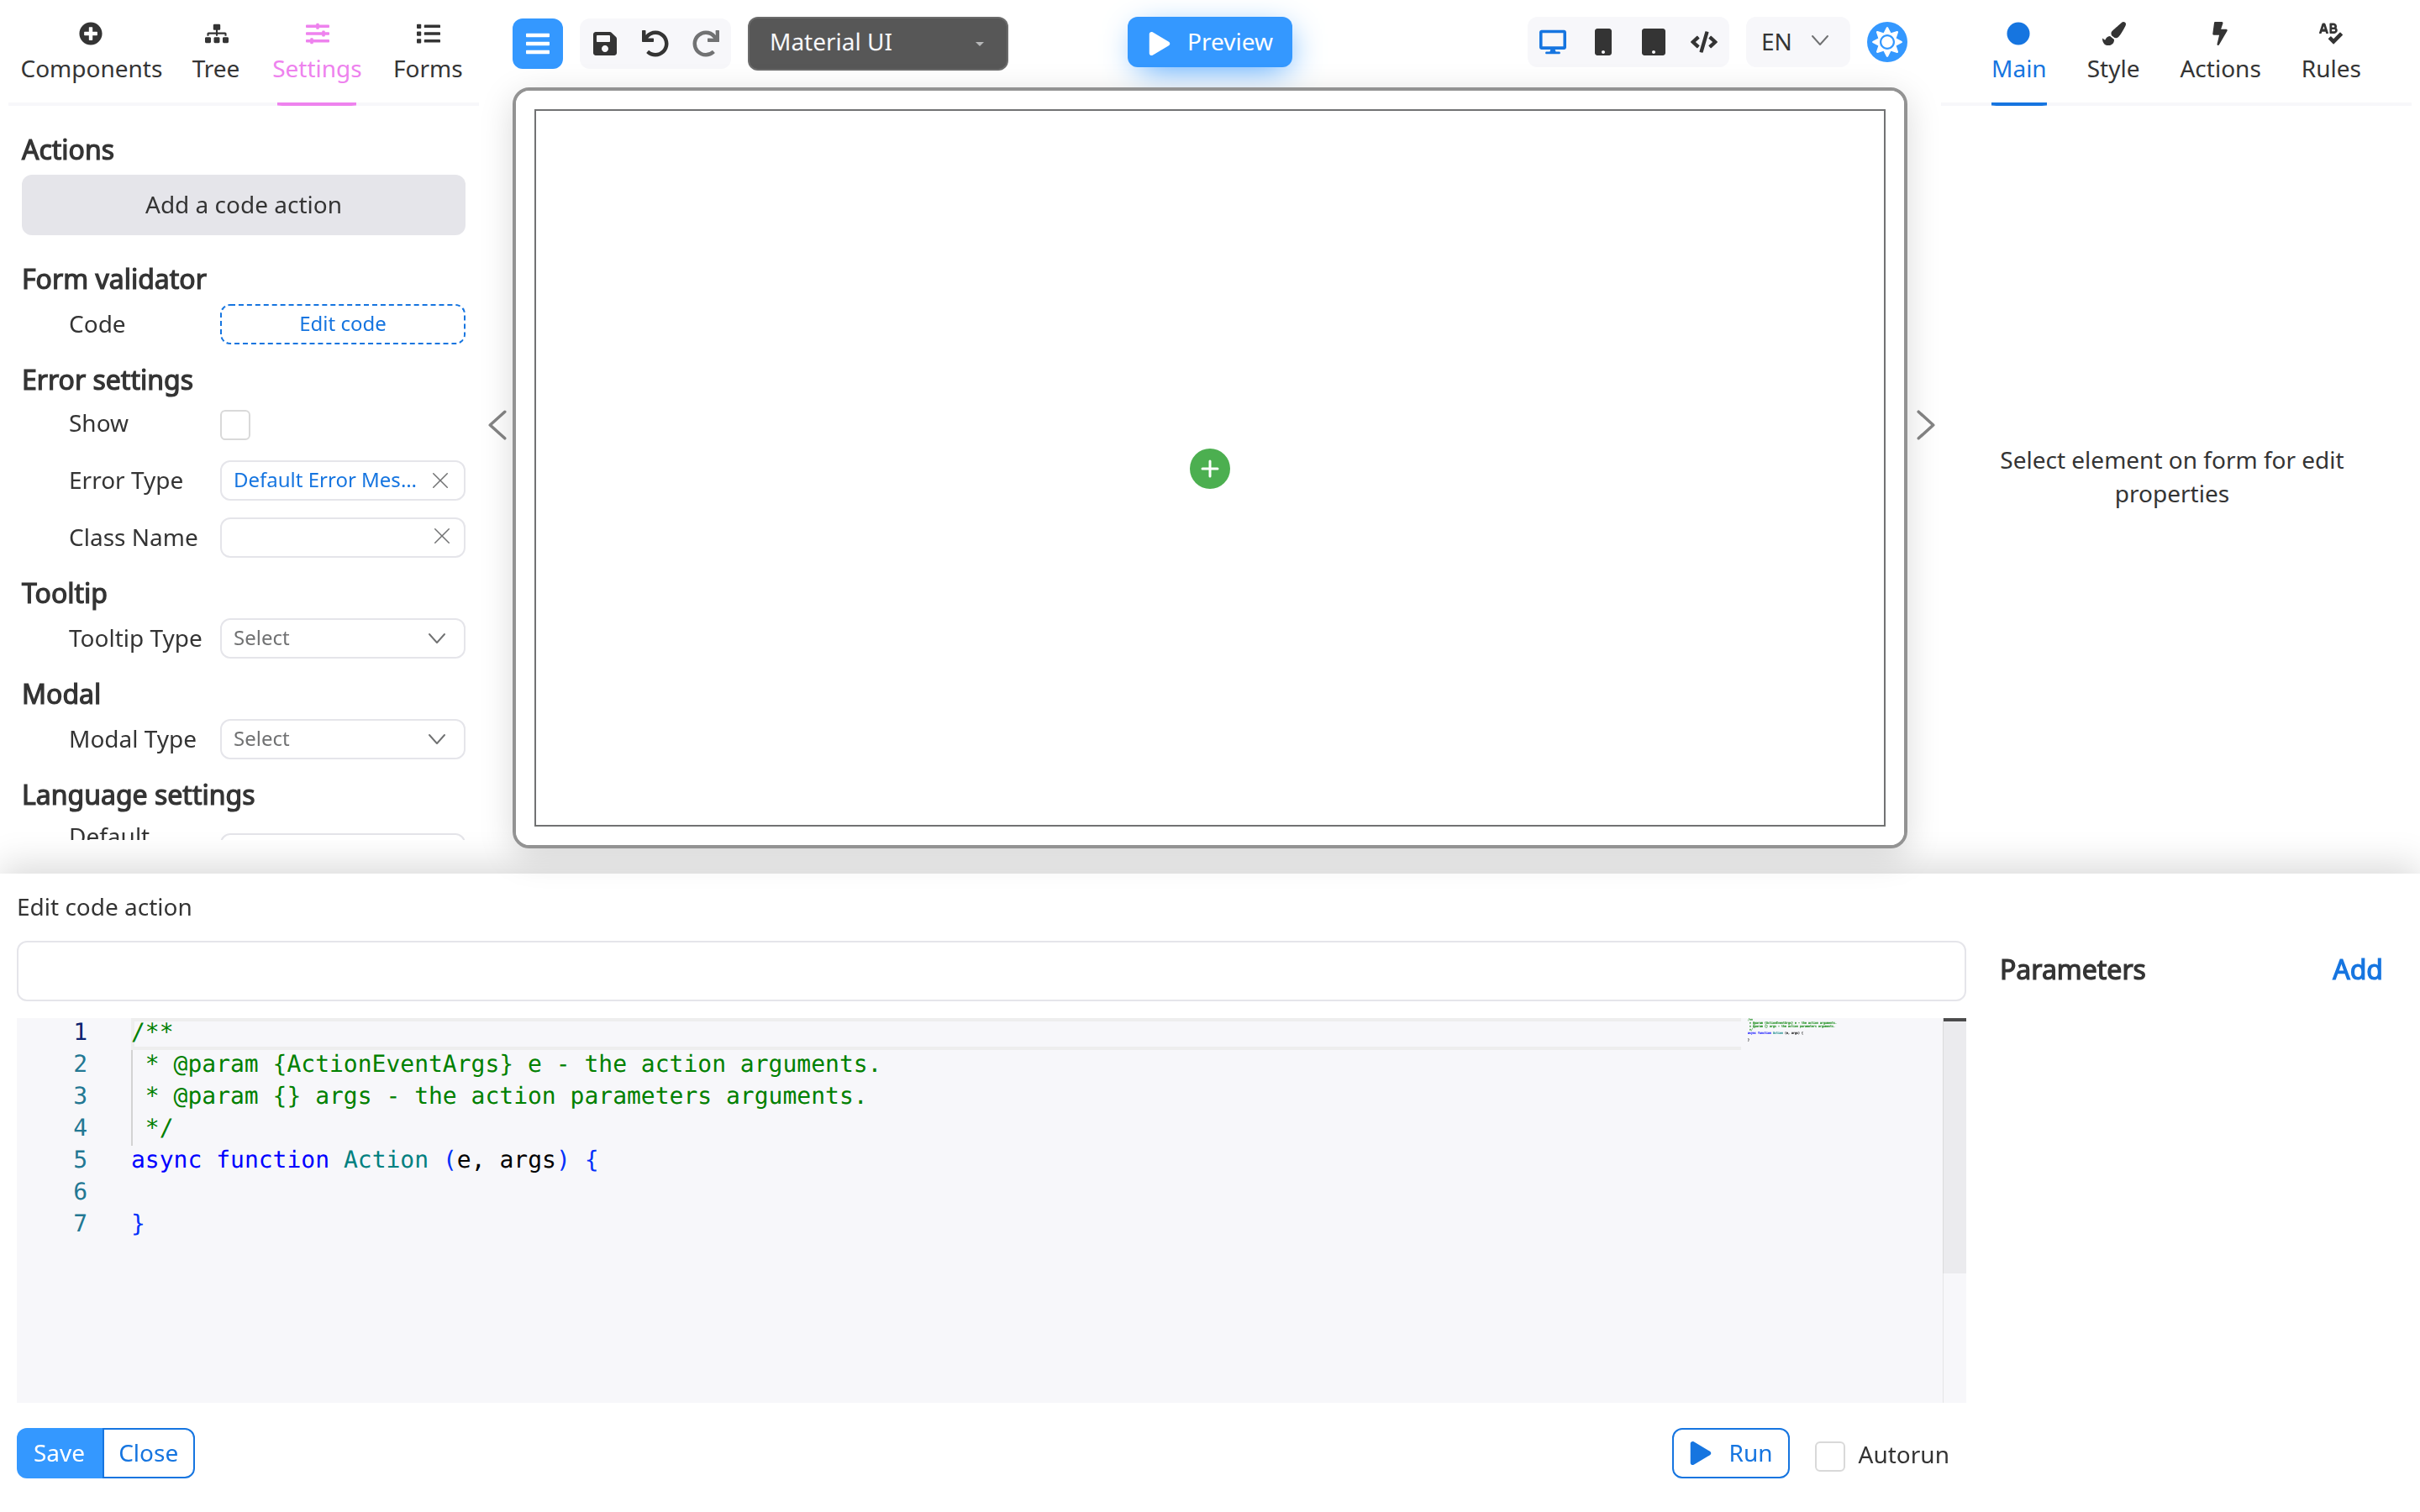 Components Tree Settings Forms
Material UI
Preview
EN
Main Style Actions Rules
Actions
Add a code action
Form validator
Code Edit code
Error settings
Show
Error Type Default Error Mes...
Class Name
Tooltip
Tooltip Type Select
Modal
Modal Type Select
Language settings
Default
Select element on form for edit
properties
Edit code action
Parameters Add
1 /**
2 * @param {ActionEventArgs} e - the action arguments.
3 * @param {} args - the action parameters arguments.
4 */
5 async function Action (e, args) {
6
7 }
Save Close
Run Autorun